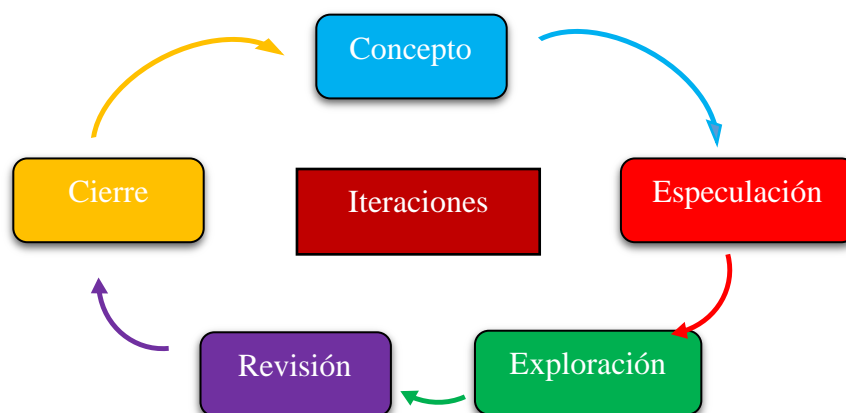 Concepto
Cierre
Iteraciones
Especulación
Revisión
Exploración